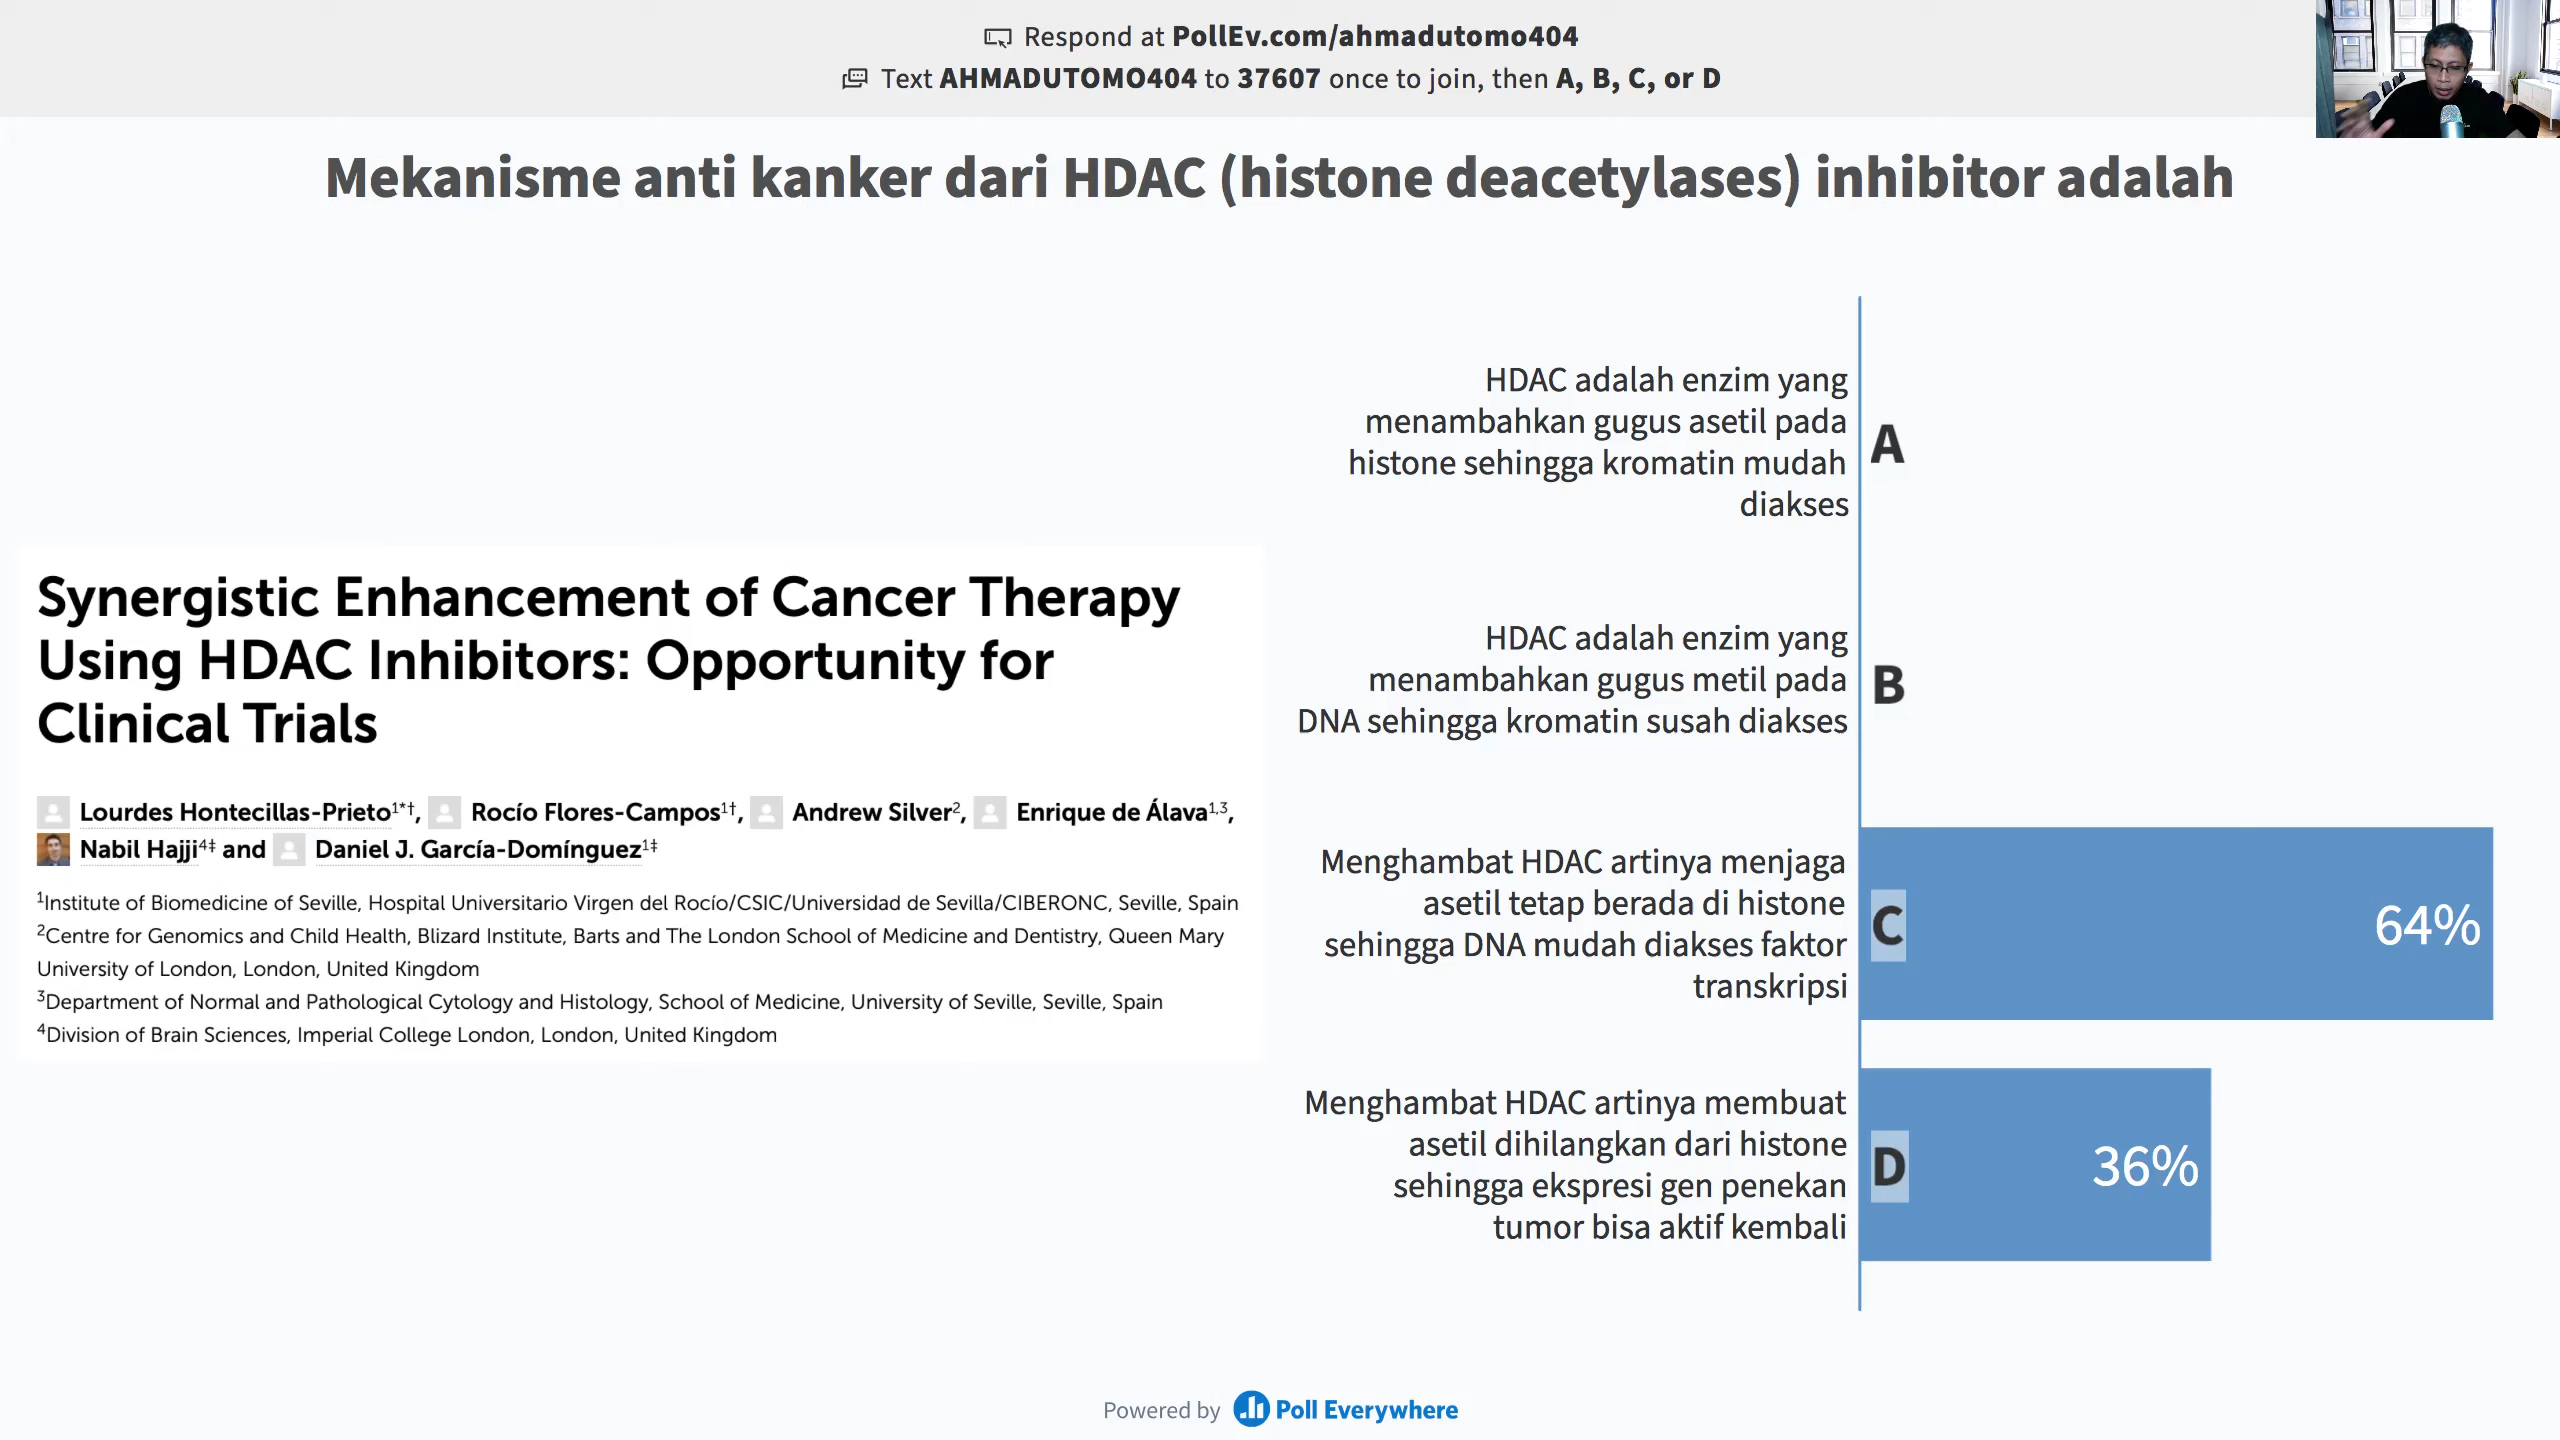 Respond at PollEv.com/ahmadutomo404
Text AHMADUTOMO404 to 37607 once to join, then A, B, C, or D
Mekanisme anti kanker dari HDAC (histone deacetylases) inhibitor adalah
Synergistic Enhancement of Cancer Therapy
Using HDAC Inhibitors: Opportunity for
Clinical Trials
Lourdes Hontecillas-Prieto¹*†, Rocío Flores-Campos¹†, Andrew Silver², Enrique de Álava¹,³,
Nabil Hajji⁴‡ and Daniel J. García-Domínguez¹‡
¹Institute of Biomedicine of Seville, Hospital Universitario Virgen del Rocío/CSIC/Universidad de Sevilla/CIBERONC, Seville, Spain
²Centre for Genomics and Child Health, Blizard Institute, Barts and The London School of Medicine and Dentistry, Queen Mary
University of London, London, United Kingdom
³Department of Normal and Pathological Cytology and Histology, School of Medicine, University of Seville, Seville, Spain
⁴Division of Brain Sciences, Imperial College London, London, United Kingdom
HDAC adalah enzim yang
menambahkan gugus asetil pada
histone sehingga kromatin mudah
diakses
A
HDAC adalah enzim yang
menambahkan gugus metil pada
DNA sehingga kromatin susah diakses
B
Menghambat HDAC artinya menjaga
asetil tetap berada di histone
sehingga DNA mudah diakses faktor
transkripsi
C
64%
Menghambat HDAC artinya membuat
asetil dihilangkan dari histone
sehingga ekspresi gen penekan
tumor bisa aktif kembali
D
36%
Powered by Poll Everywhere